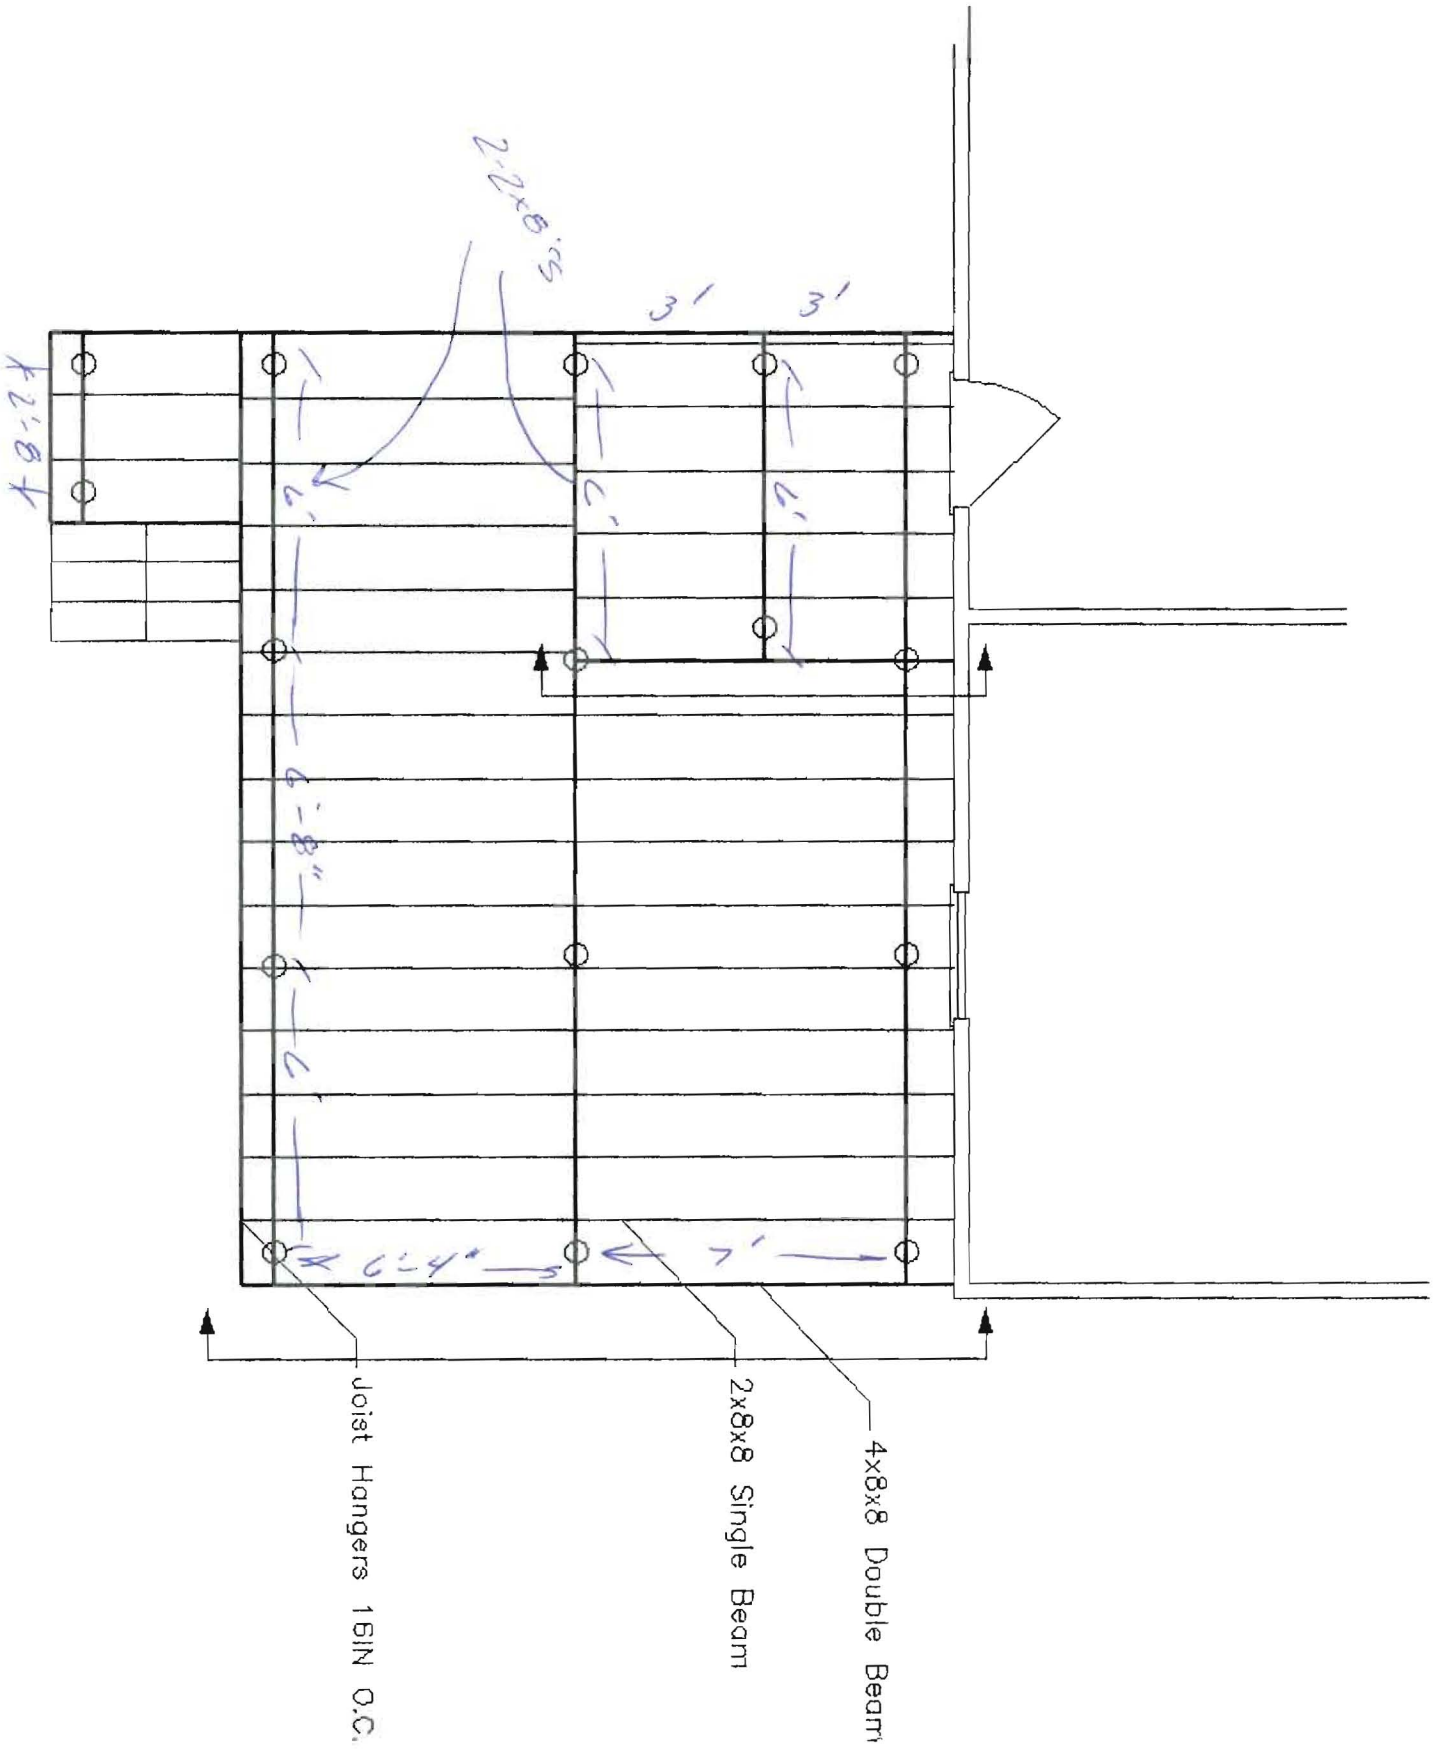 4x8x8 Double Beam
2x8x8 Single Beam
Joist Hangers 16IN O.C.
2-2x8's
3'
3'
6'
6'
6'
6'-8"
6'
6'-4"
7'
2'-8